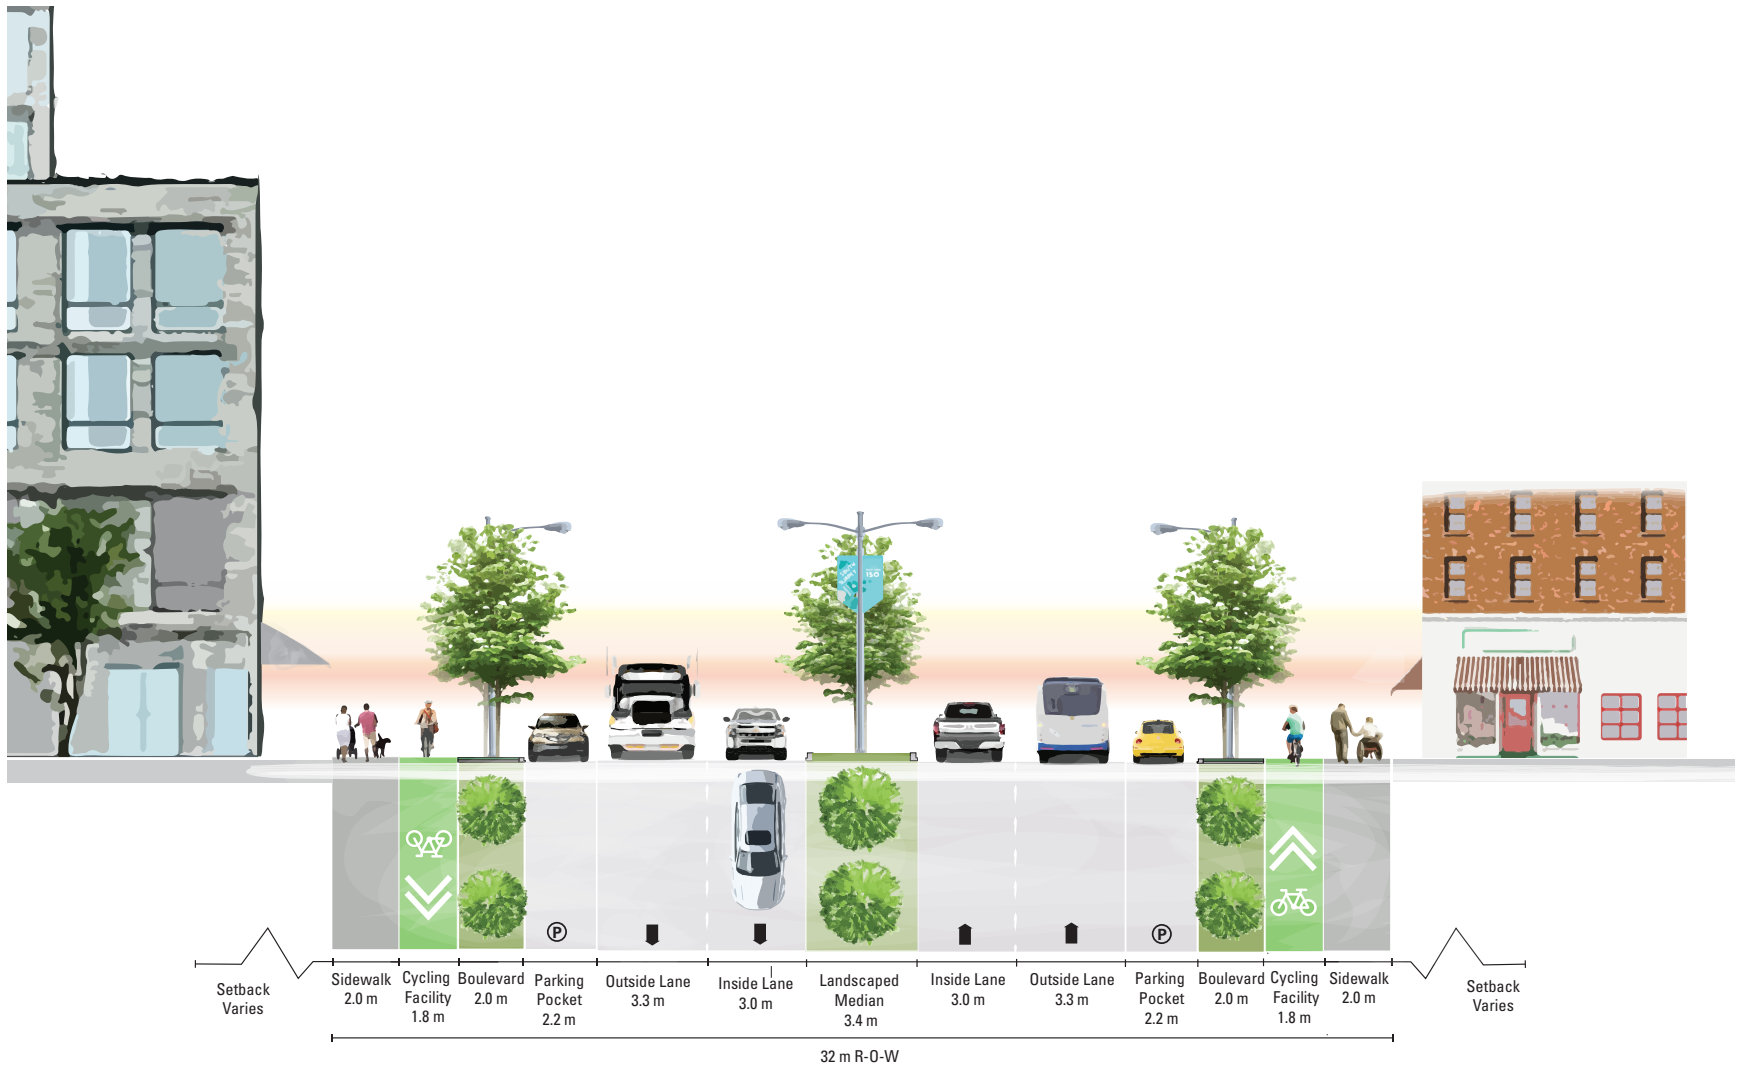 150
P
P
Setback
Varies
Sidewalk
2.0 m
Cycling
Facility
1.8 m
Boulevard
2.0 m
Parking
Pocket
2.2 m
Outside Lane
3.3 m
Inside Lane
3.0 m
Landscaped
Median
3.4 m
Inside Lane
3.0 m
Outside Lane
3.3 m
Parking
Pocket
2.2 m
Boulevard
2.0 m
Cycling
Facility
1.8 m
Sidewalk
2.0 m
Setback
Varies
32 m R-O-W